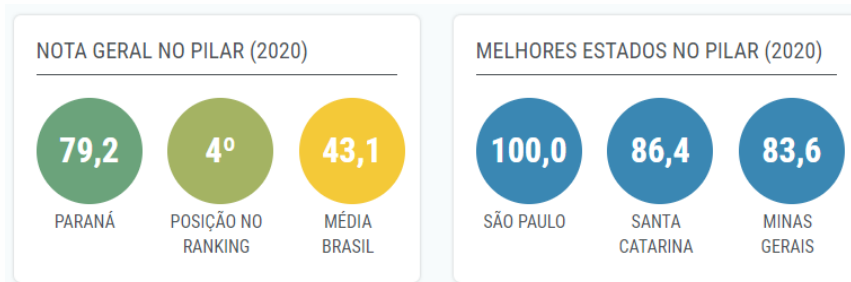 NOTA GERAL NO PILAR (2020)
79,2
4º
43,1
PARANÁ
POSIÇÃO NO
RANKING
MÉDIA
BRASIL
MELHORES ESTADOS NO PILAR (2020)
100,0
86,4
83,6
SÃO PAULO
SANTA
CATARINA
MINAS
GERAIS